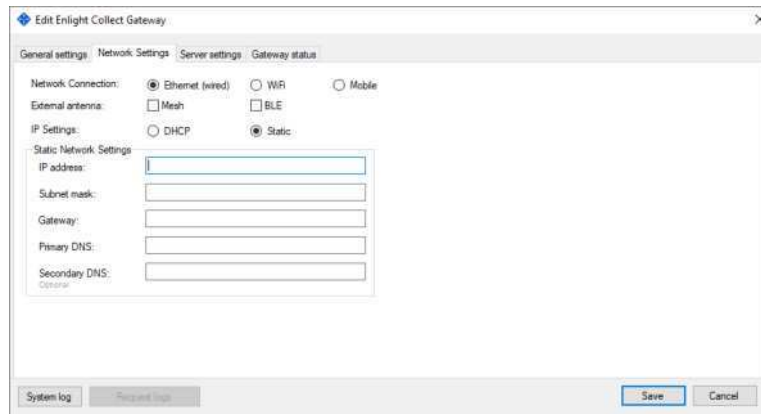 Edit Enlight Collect Gateway
General settings Network Settings Server settings Gateway status
Network Connection: Ethernet (wired) WiFi Mobile
External antenna: Mesh BLE
IP Settings: DHCP Static
Static Network Settings
IP address:
Subnet mask:
Gateway:
Primary DNS:
Secondary DNS:
Optional
System log Request logs Save Cancel